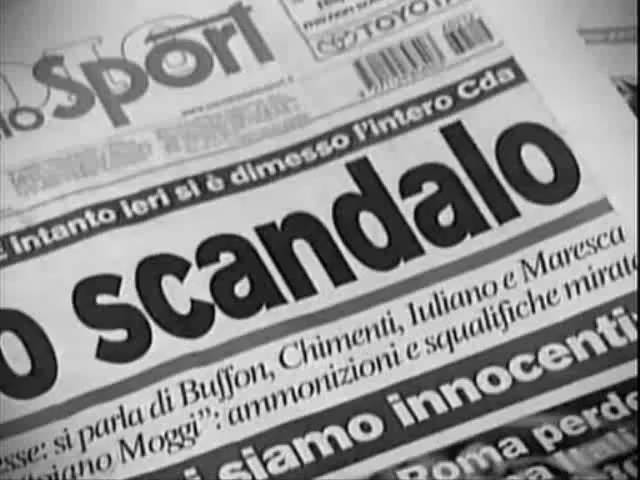 Sport
TOYOTA
E intanto ieri si è dimesso l'intero Cda
o scandalo
esse: si parla di Buffon, Chimenti, Iuliano e Maresca
piano Moggi": ammonizioni e squalifiche mirate
i siamo innocenti
Roma perde